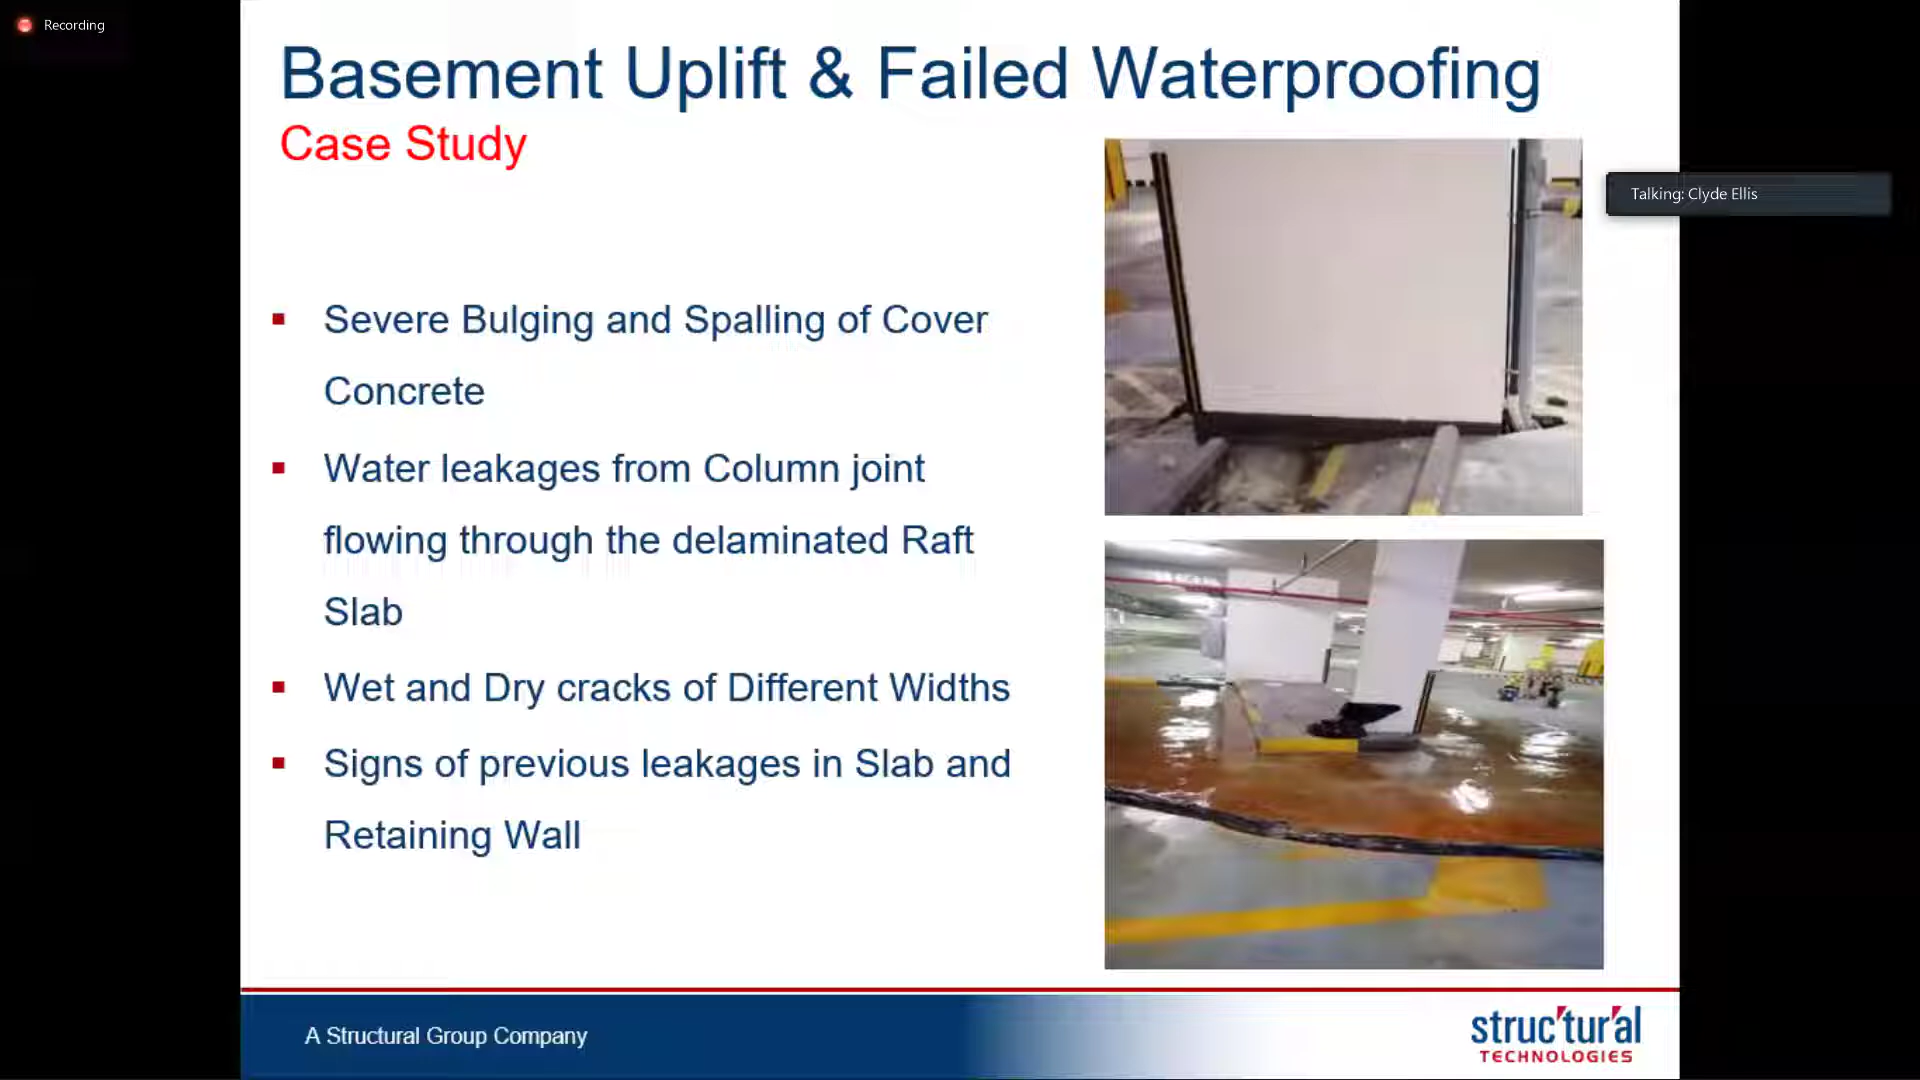 Recording
Basement Uplift & Failed Waterproofing
Case Study
Talking: Clyde Ellis
▪ Severe Bulging and Spalling of Cover
Concrete
▪ Water leakages from Column joint
flowing through the delaminated Raft
Slab
▪ Wet and Dry cracks of Different Widths
▪ Signs of previous leakages in Slab and
Retaining Wall
A Structural Group Company
struc'tur'al
TECHNOLOGIES